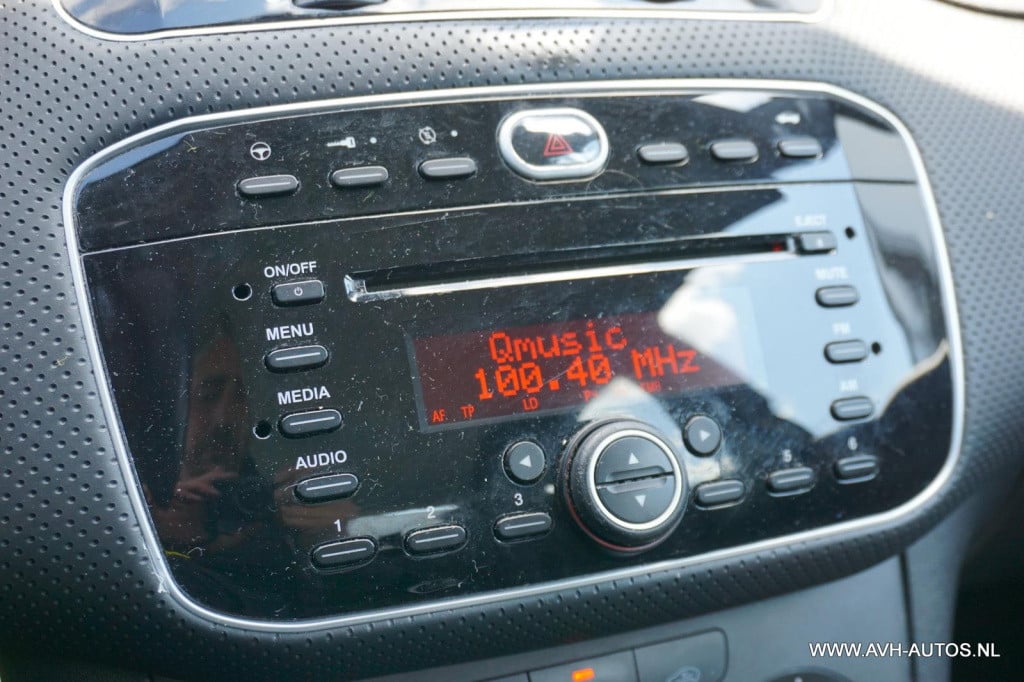 EJECT
ON/OFF
MUTE
MENU
Qmusic
100.40 MHz
FM
MEDIA
AF TP LD
AM
AUDIO
1 2 3 5 6
WWW.AVH-AUTOS.NL